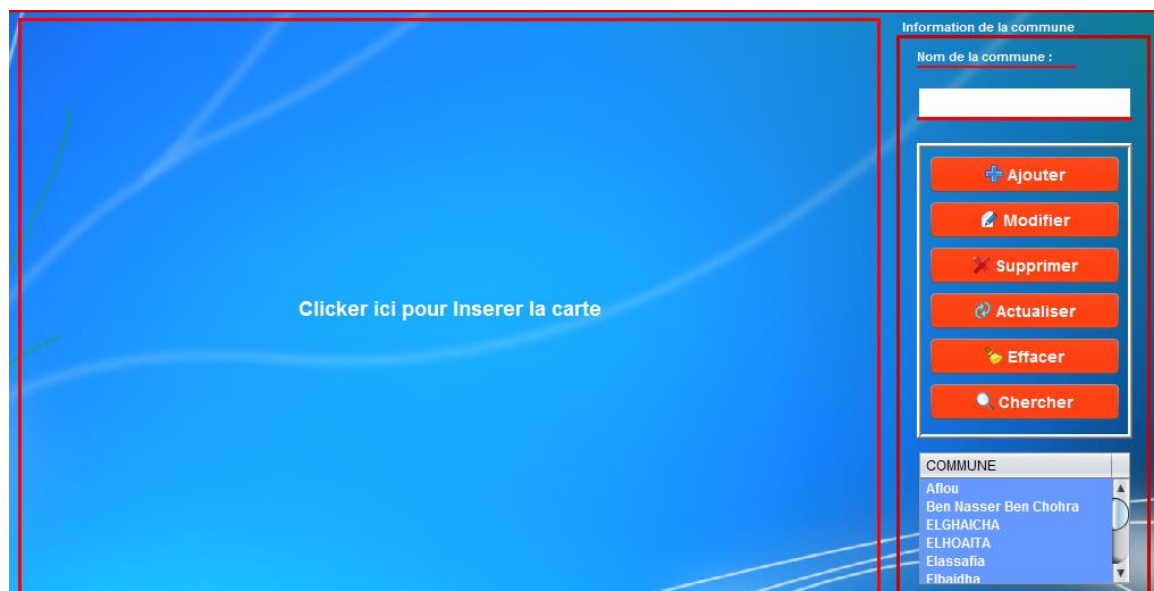 Information de la commune
Nom de la commune :
Ajouter
Modifier
Supprimer
Actualiser
Effacer
Chercher
Clicker ici pour Inserer la carte
COMMUNE
Aflou
Ben Nasser Ben Chohra
ELGHAICHA
ELHOAITA
Elassafia
Elbaidha